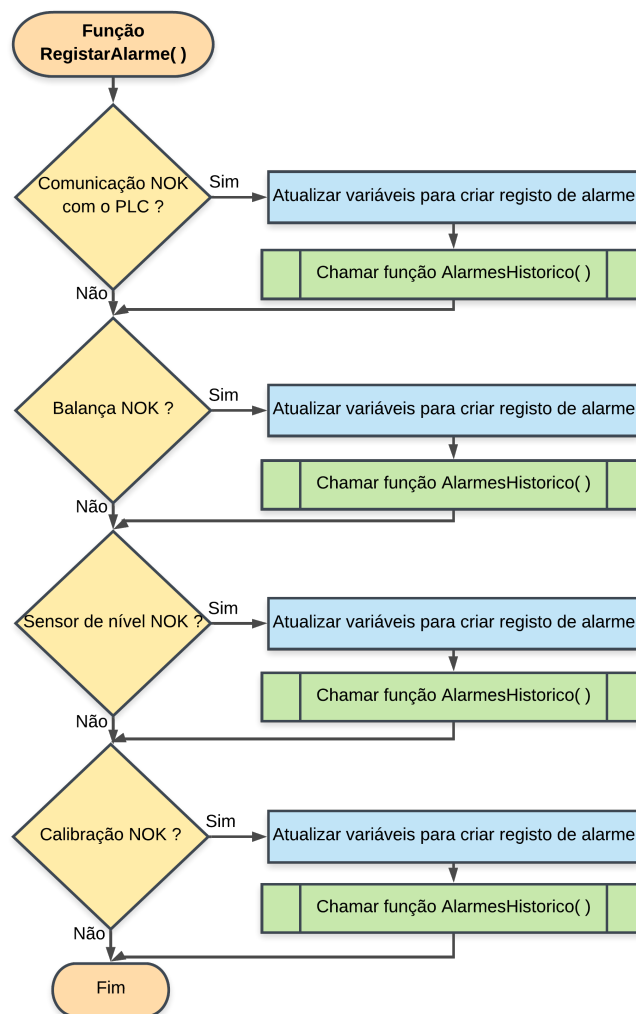 Função
RegistarAlarme( )
Comunicação NOK
com o PLC ?
Sim
Atualizar variáveis para criar registo de alarme
Chamar função AlarmesHistorico( )
Não
Balança NOK ?
Sim
Atualizar variáveis para criar registo de alarme
Chamar função AlarmesHistorico( )
Não
Sensor de nível NOK ?
Sim
Atualizar variáveis para criar registo de alarme
Chamar função AlarmesHistorico( )
Não
Calibração NOK ?
Sim
Atualizar variáveis para criar registo de alarme
Chamar função AlarmesHistorico( )
Não
Fim